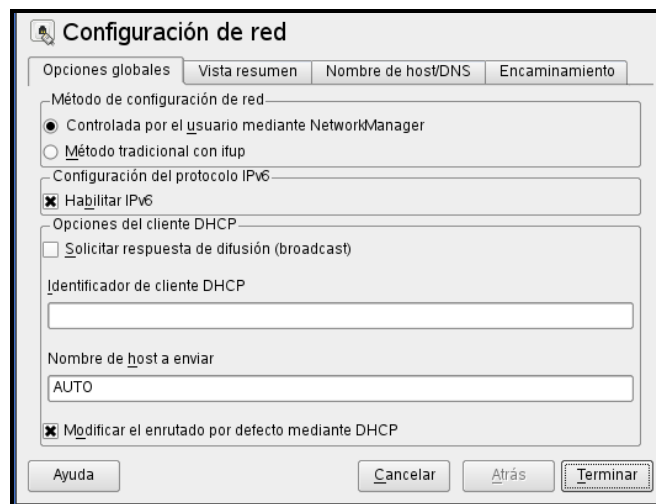 Configuración de red
Opciones globales
Vista resumen
Nombre de host/DNS
Encaminamiento
Método de configuración de red
Controlada por el usuario mediante NetworkManager
Método tradicional con ifup
Configuración del protocolo IPv6
Habilitar IPv6
Opciones del cliente DHCP
Solicitar respuesta de difusión (broadcast)
Identificador de cliente DHCP
Nombre de host a enviar
AUTO
Modificar el enrutado por defecto mediante DHCP
Ayuda
Cancelar
Atrás
Terminar